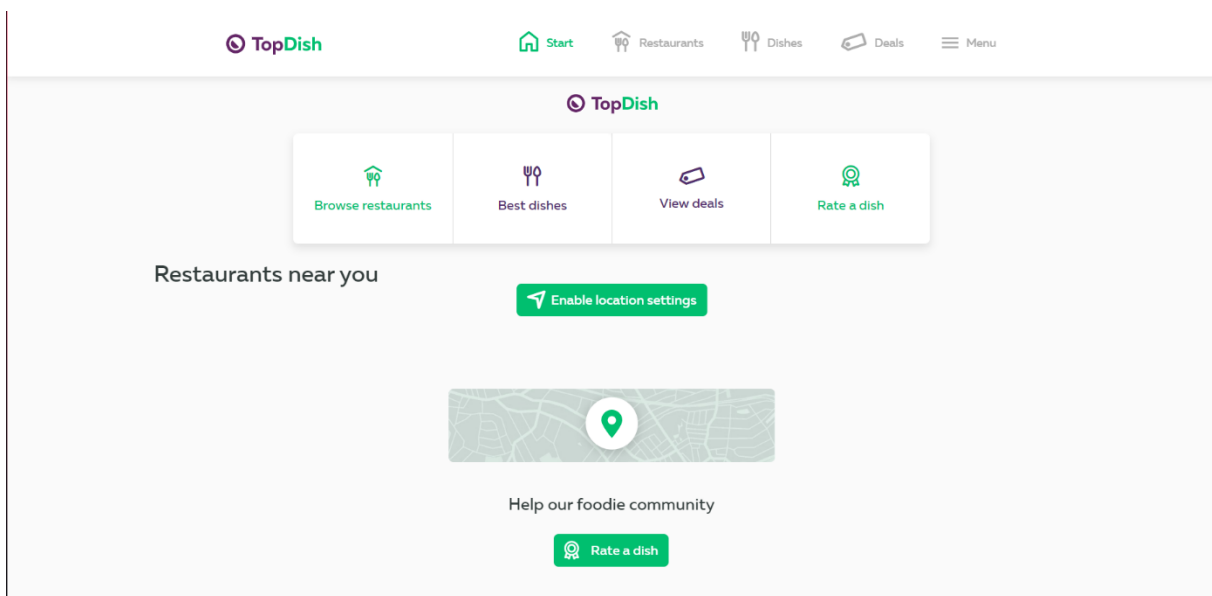 TopDish Start Restaurants Dishes Deals Menu
TopDish
Browse restaurants Best dishes View deals Rate a dish
Restaurants near you
Enable location settings
Help our foodie community
Rate a dish